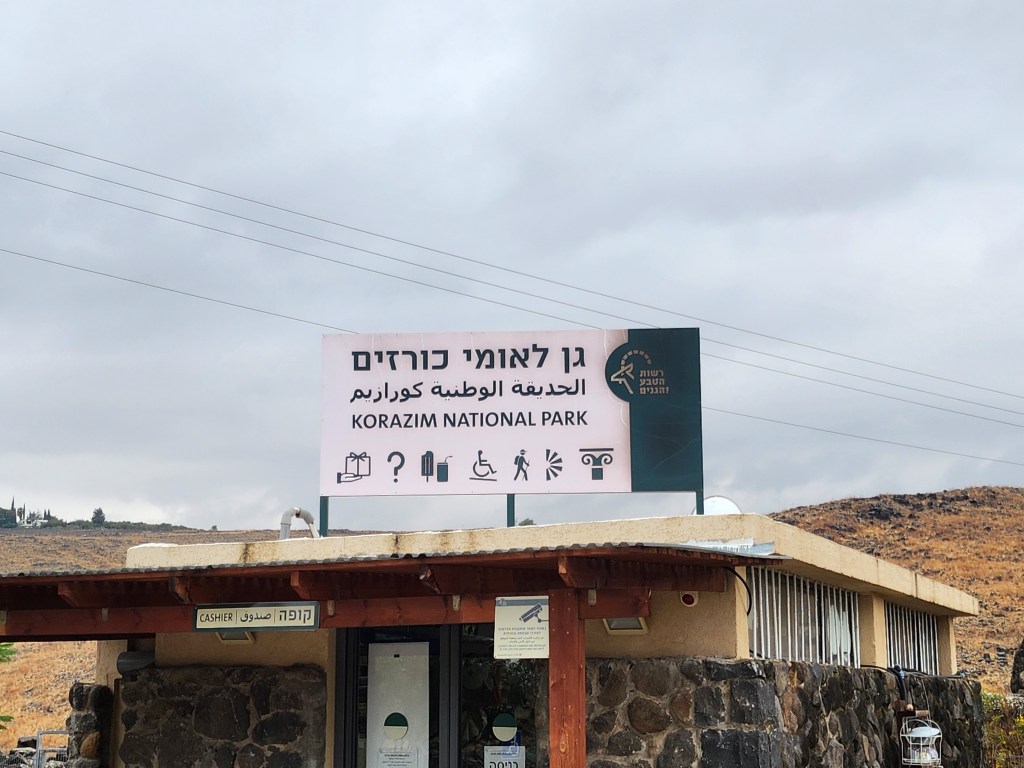 גן לאומי כורזים
الحديقة الوطنية كورازيم
KORAZIM NATIONAL PARK
רשות
הטבע
והגנים
CASHIER صندوق קופה
כניסה